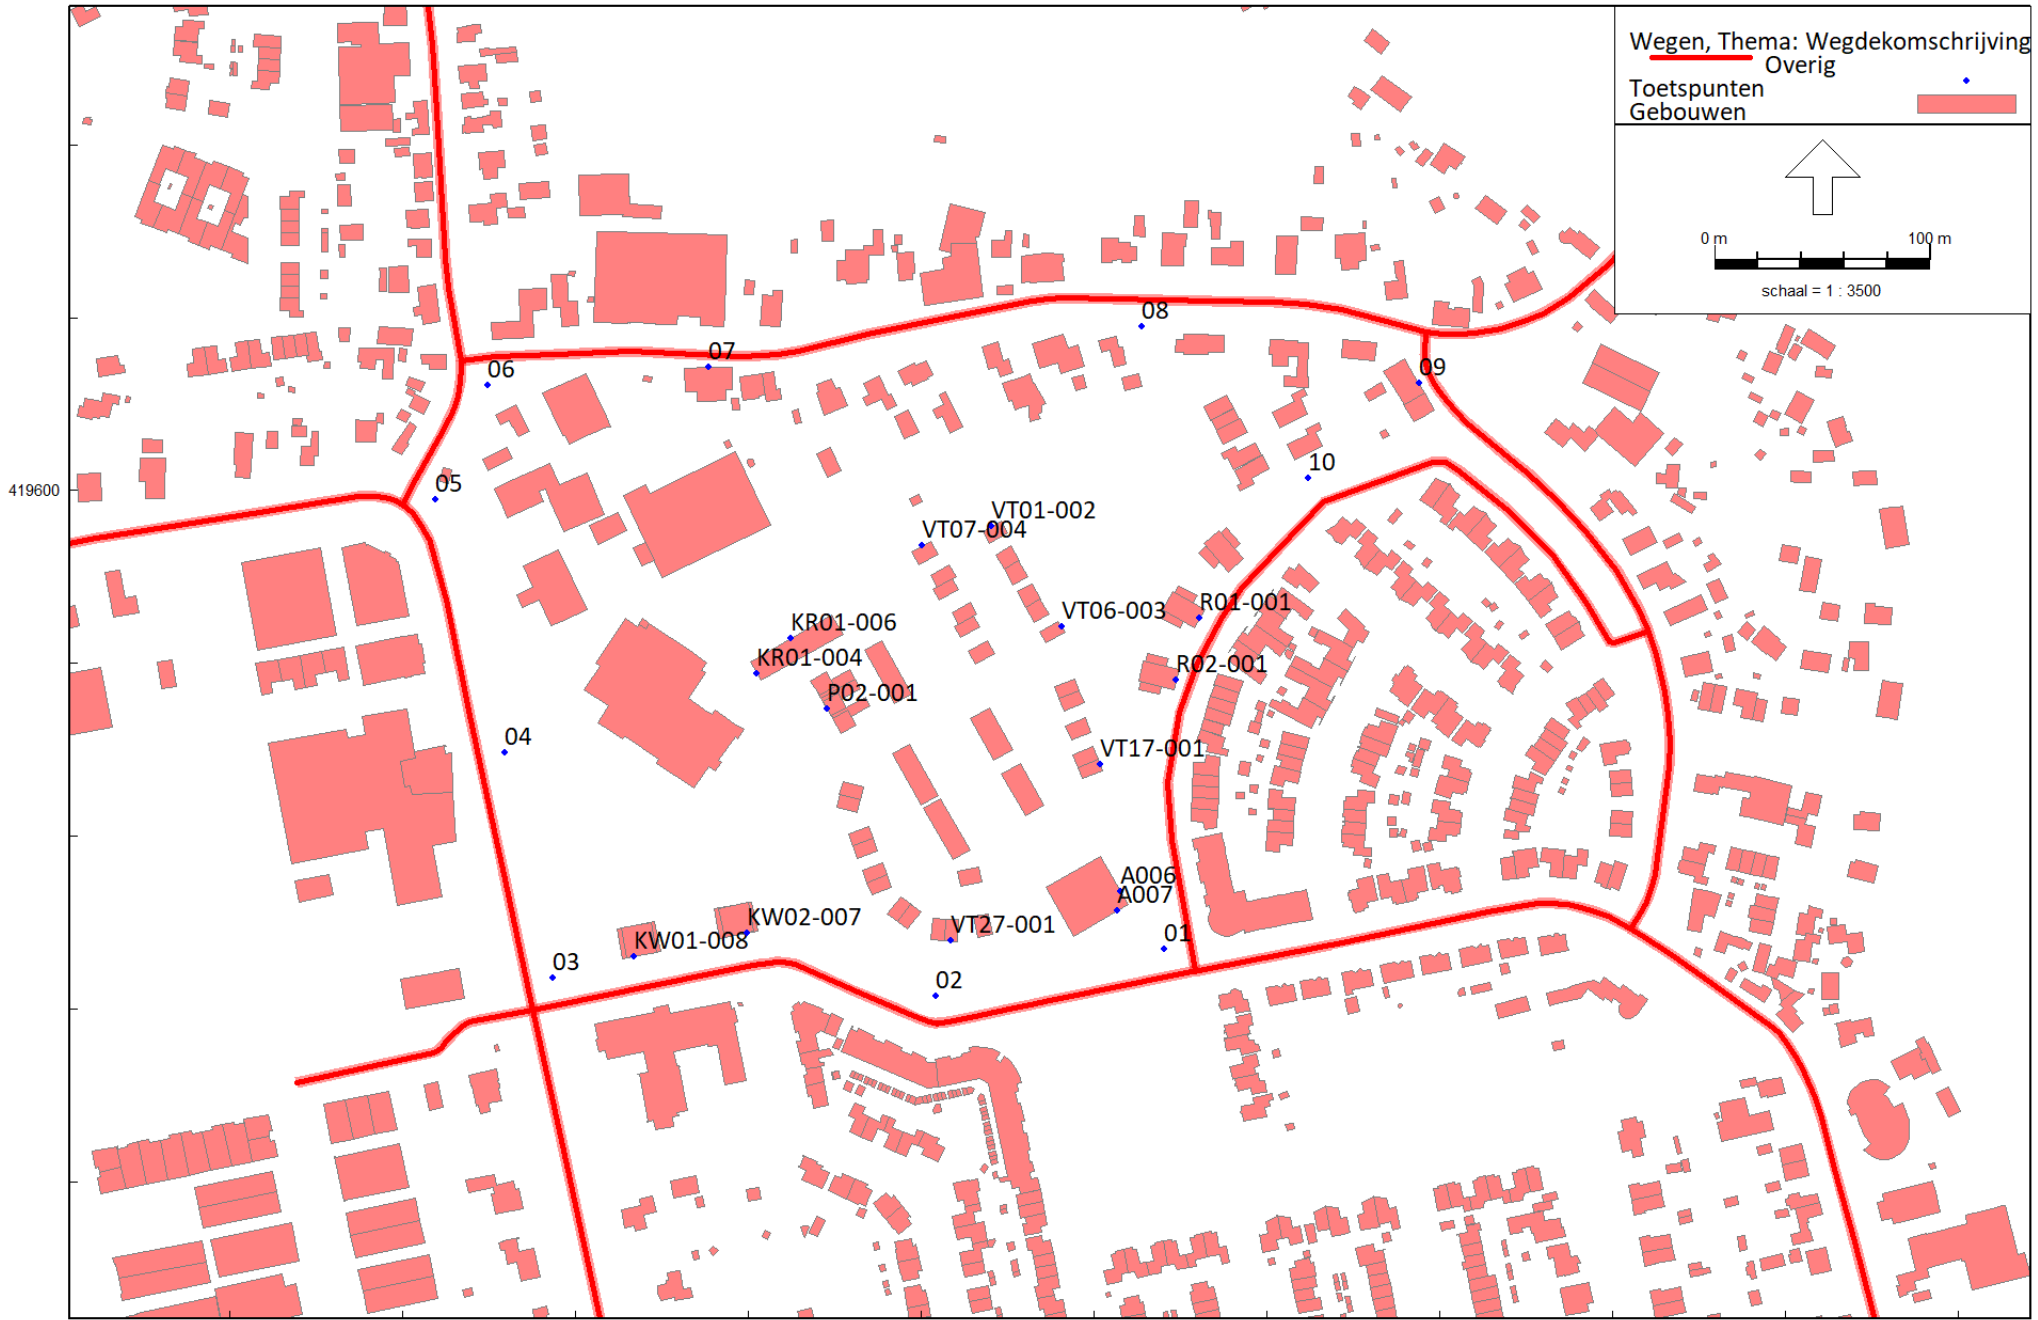 Wegen, Thema: Wegdekomschrijving
Overig
Toetspunten
Gebouwen
0 m 100 m
schaal = 1 : 3500
08
07
06
09
10
05
419600
VT01-002
VT07-004
R01-001
VT06-003
KR01-006
KR01-004
R02-001
P02-001
04
VT17-001
A006
A007
KW02-007
VT27-001
01
KW01-008
03
02